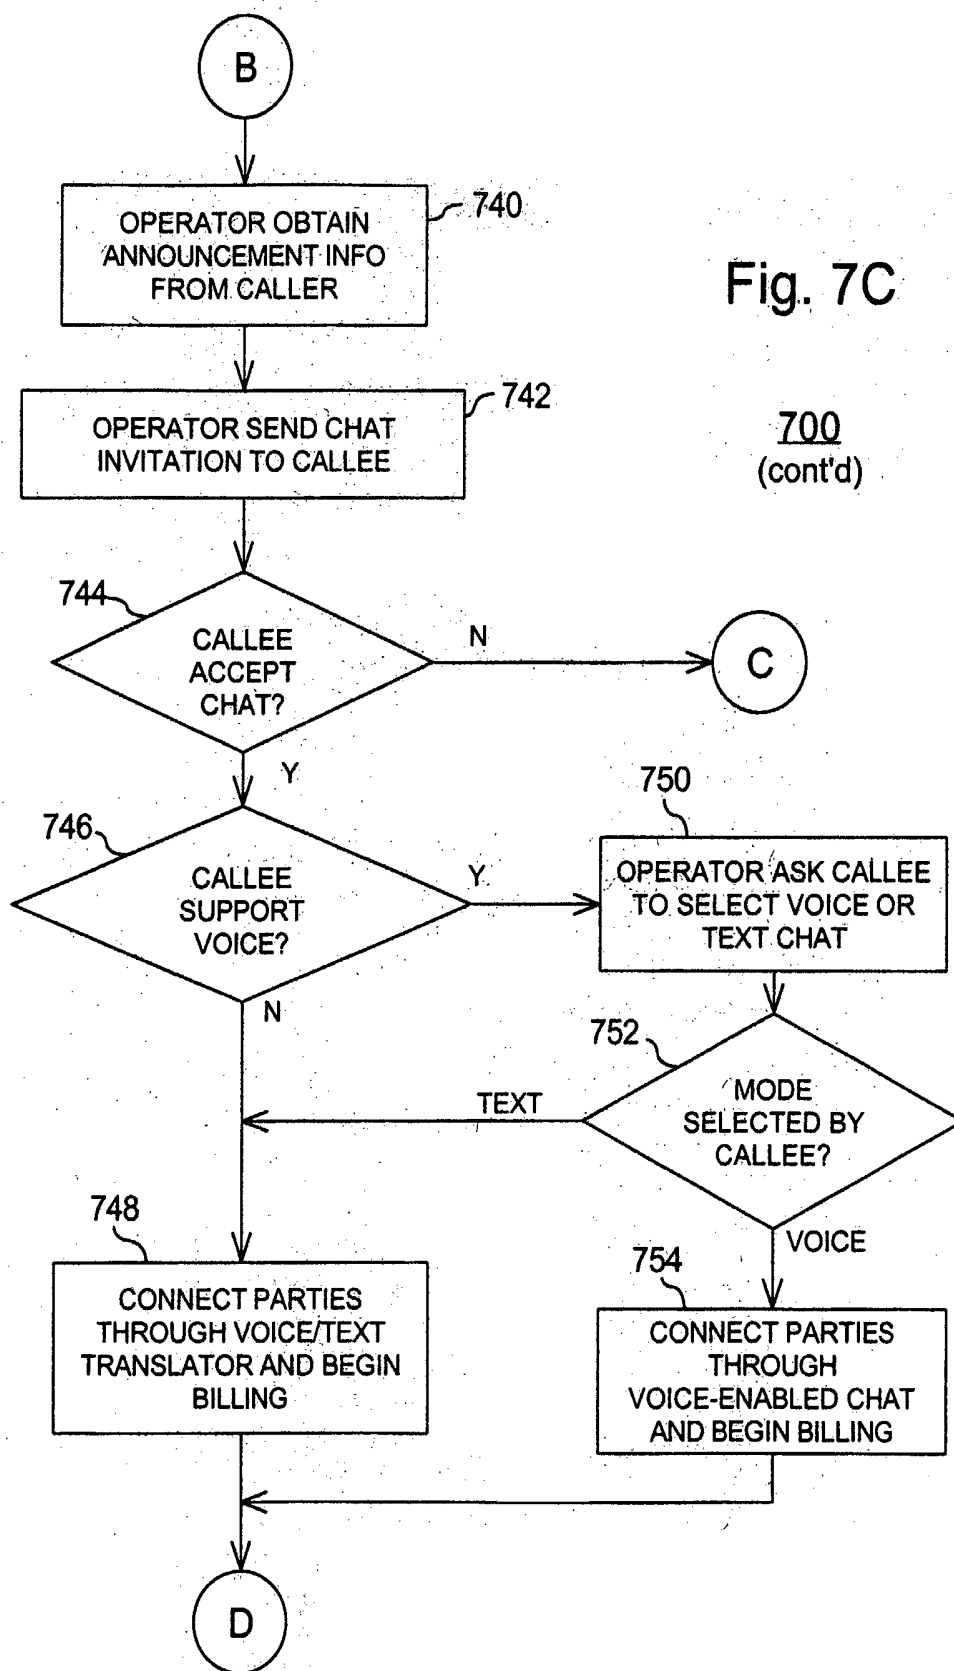 B
740
OPERATOR OBTAIN
ANNOUNCEMENT INFO
FROM CALLER
Fig. 7C
742
OPERATOR SEND CHAT
INVITATION TO CALLEE
700
(cont'd)
744
CALLEE
ACCEPT
CHAT?
N
C
Y
746
CALLEE
SUPPORT
VOICE?
Y
N
750
OPERATOR ASK CALLEE
TO SELECT VOICE OR
TEXT CHAT
752
MODE
SELECTED BY
CALLEE?
TEXT
VOICE
748
CONNECT PARTIES
THROUGH VOICE/TEXT
TRANSLATOR AND BEGIN
BILLING
754
CONNECT PARTIES
THROUGH
VOICE-ENABLED CHAT
AND BEGIN BILLING
D